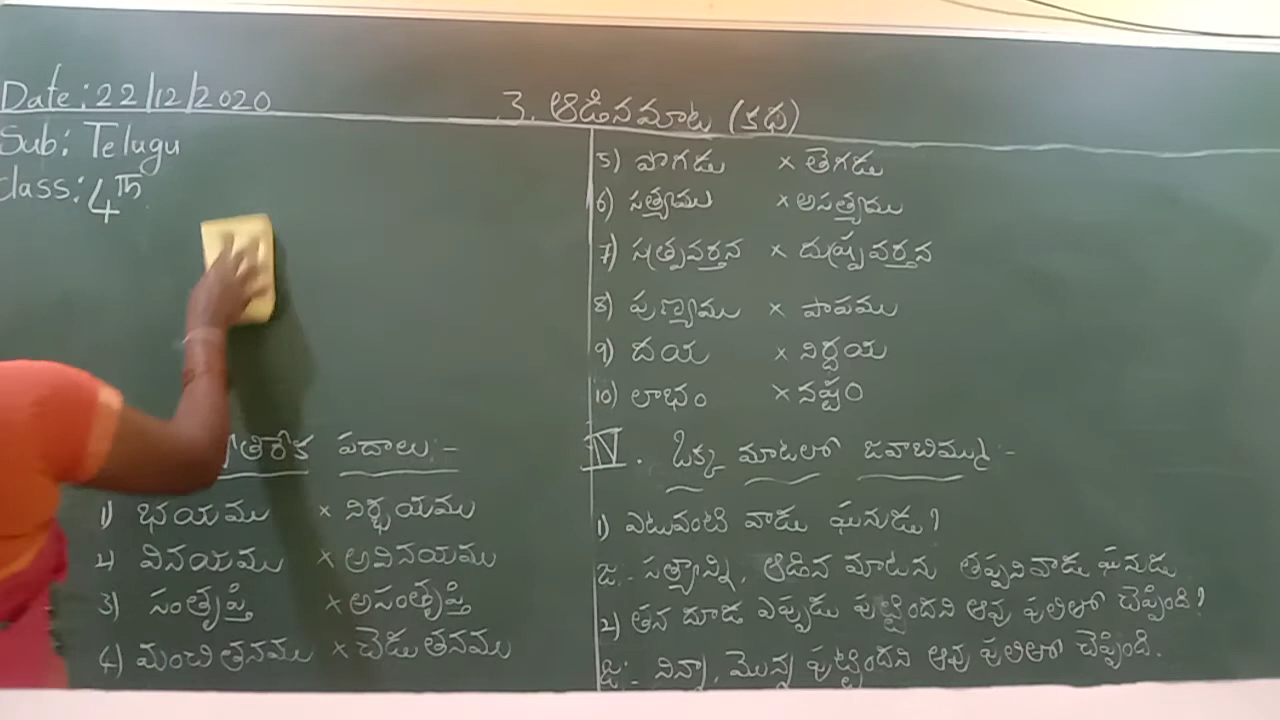 Date: 22/12/2020
3. ఆడినమాట (కథ)
Sub: Telugu
Class: 4th
పదాలు:-
1) భయము × నిర్భయము
2) వినయము × అవినయము
3) సంతృప్తి × అసంతృప్తి
4) మంచితనము × చెడుతనము
5) పొగడు × తెగడు
6) సత్యము × అసత్యము
7) సత్ప్రవర్తన × దుష్ప్రవర్తన
8) పుణ్యము × పాపము
9) దయ × నిర్దయ
10) లాభం × నష్టం
IV. ఒక్క మాటలో జవాబిమ్ము:-
1) ఎటువంటి వాడు ఘనుడు?
జ:- సత్యాన్ని, ఆడిన మాటను తప్పనివాడు ఘనుడు
2) తన దూడ ఎప్పుడు పుట్టిందని ఆవు పులితో చెప్పింది?
జ:- నిన్నా, మొన్న పుట్టిందని ఆవు పులితో చెప్పింది.